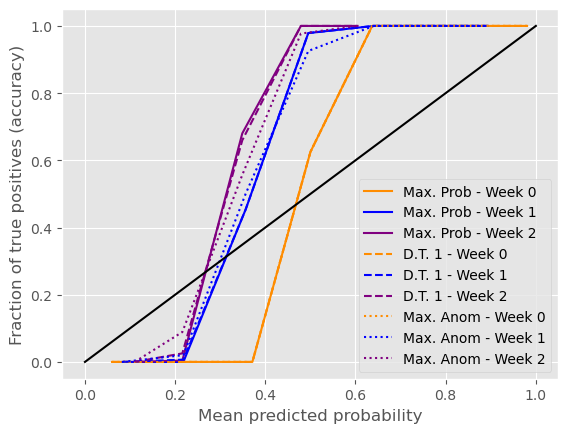 Fraction of true positives (accuracy)
1.0
0.8
0.6
0.4
0.2
0.0
Max. Prob - Week 0
Max. Prob - Week 1
Max. Prob - Week 2
D.T. 1 - Week 0
D.T. 1 - Week 1
D.T. 1 - Week 2
Max. Anom - Week 0
Max. Anom - Week 1
Max. Anom - Week 2
0.0 0.2 0.4 0.6 0.8 1.0
Mean predicted probability